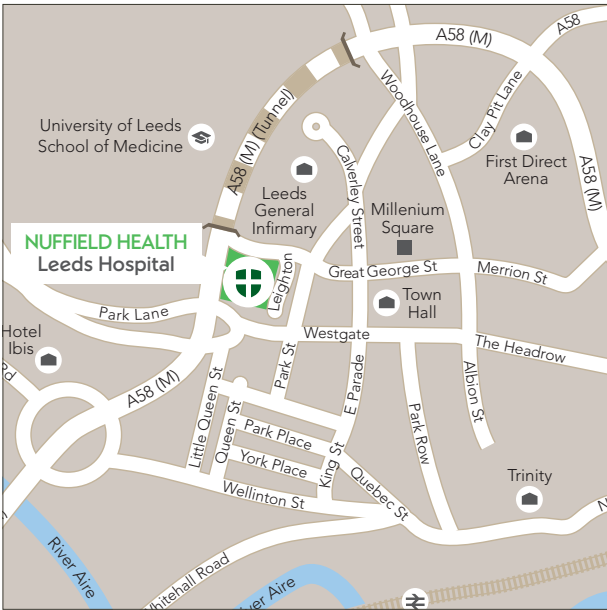 A58 (M)
A58
Woodhouse Lane
Clay Pit Lane
University of Leeds
School of Medicine
A58 (M) (Tunnel)
Calverley Street
First Direct
Arena
A58 (M)
Leeds
General
Infirmary
Millenium
Square
NUFFIELD HEALTH
Leeds Hospital
Leighton
Great George St
Merrion St
Park Lane
Town
Hall
Hotel
Ibis
Westgate
The Headrow
Rd
A58 (M)
Park St
E Parade
Albion St
Little Queen St
Queen St
Park Place
Park Row
York Place
King St
Quebec St
Wellinton St
Trinity
N
River Aire
hitehall Road
ver Aire